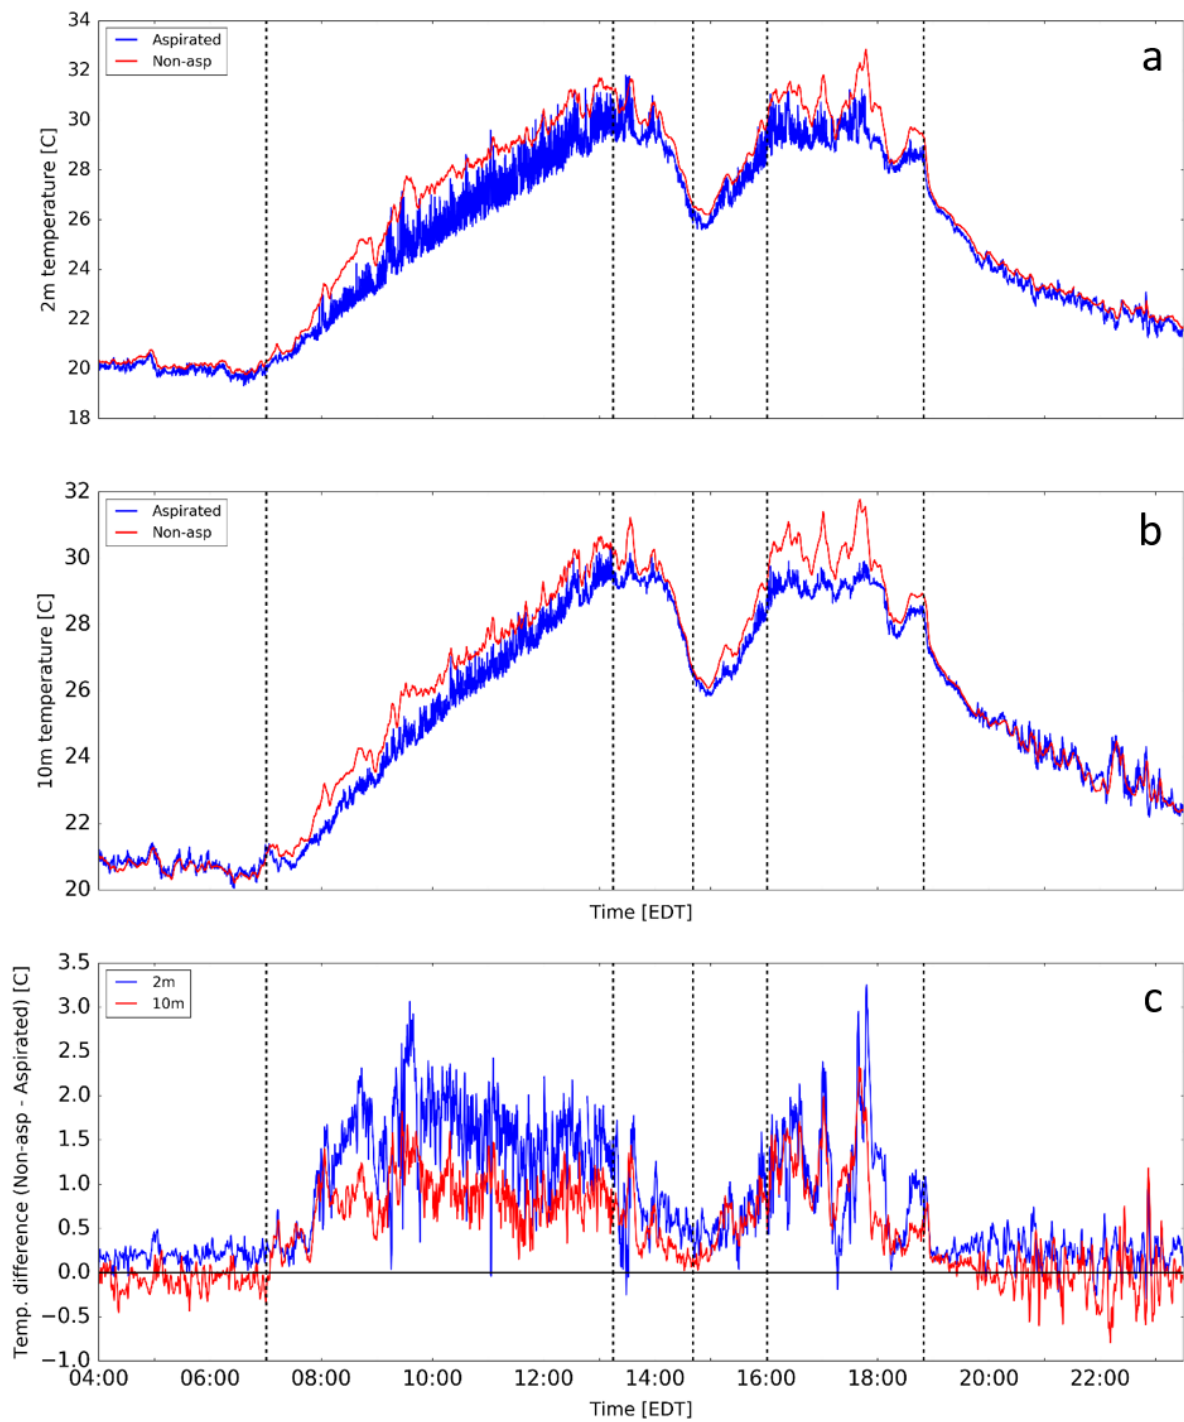 34
32
30
28
26
24
22
20
18
2m temperature [C]
Aspirated
Non-asp
a
32
30
28
26
24
22
20
10m temperature [C]
Aspirated
Non-asp
b
Time [EDT]
3.5
3.0
2.5
2.0
1.5
1.0
0.5
0.0
−0.5
−1.0
Temp. difference (Non-asp - Aspirated) [C]
2m
10m
c
04:00 06:00 08:00 10:00 12:00 14:00 16:00 18:00 20:00 22:00
Time [EDT]